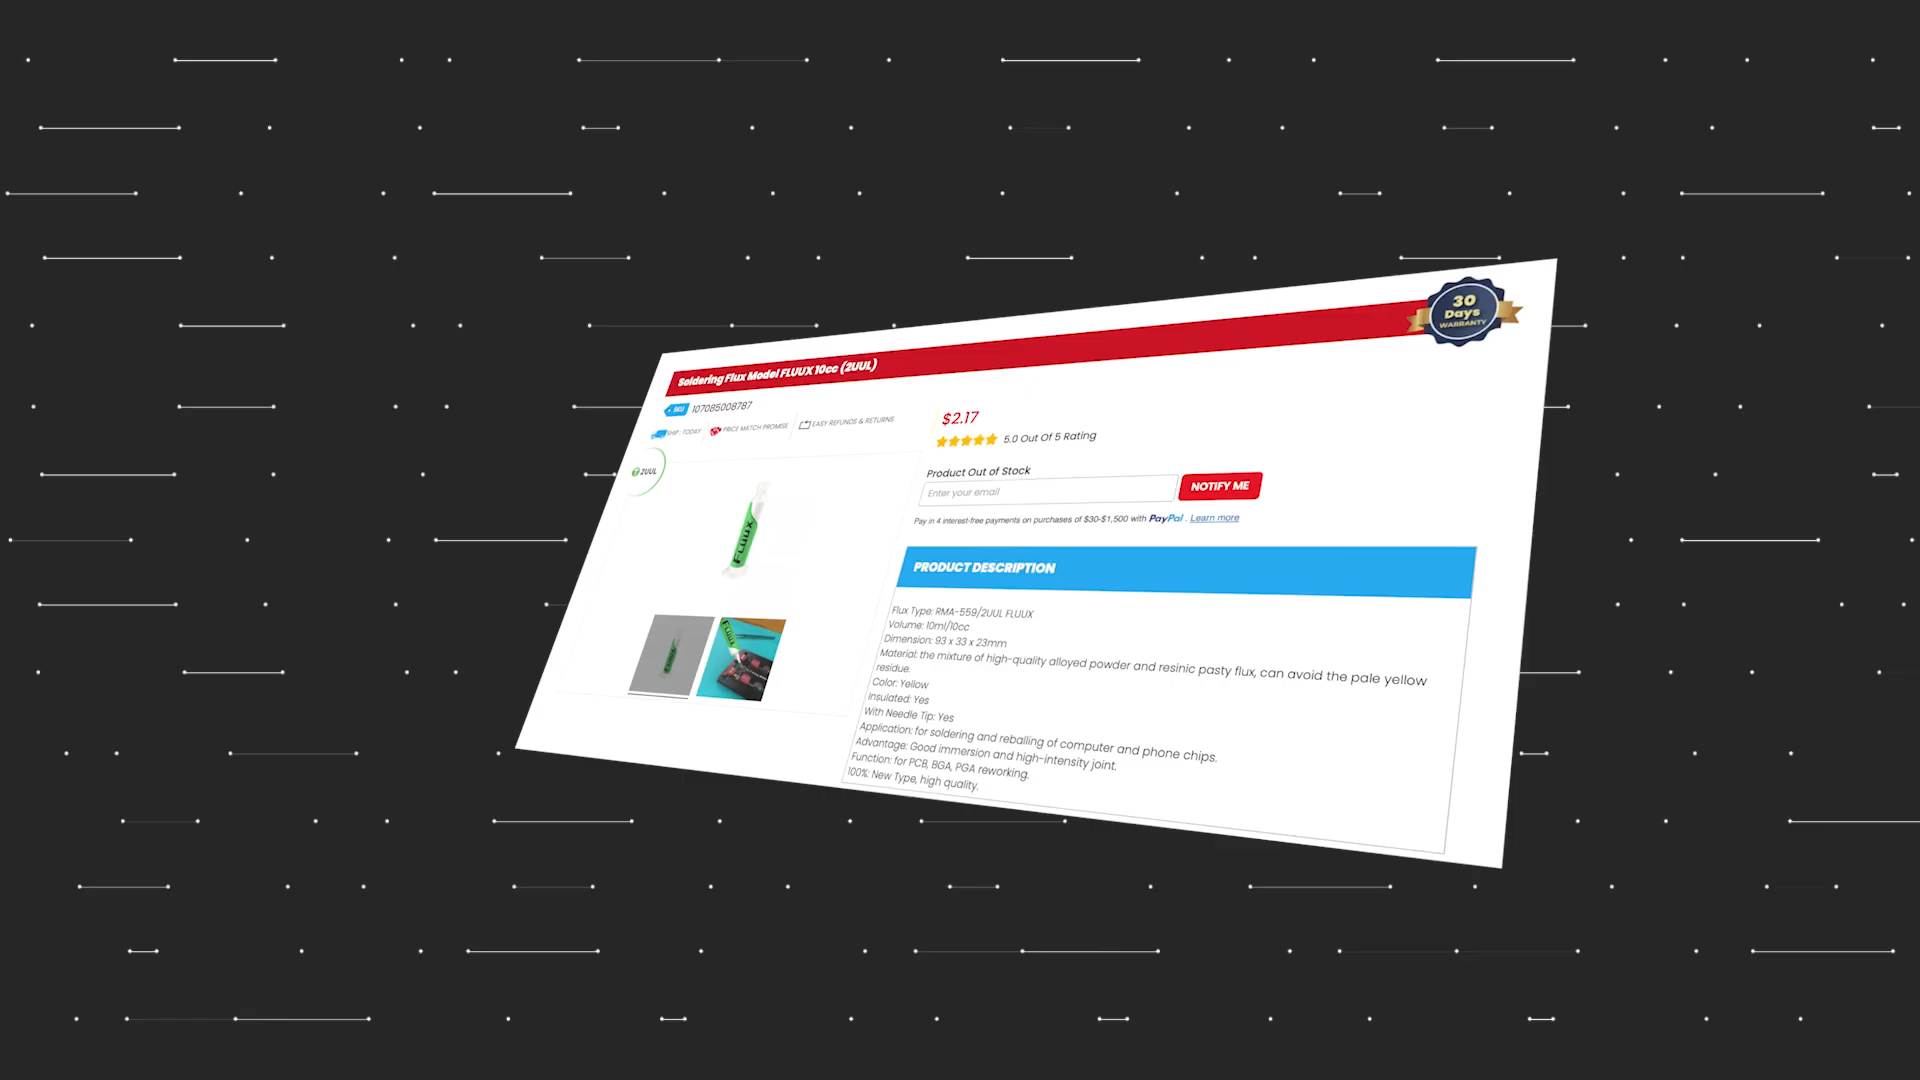 30
Days
WARRANTY
Soldering Flux Model FLUUX 10cc (2UUL)
SKU 107085008787
SHIP: TODAY PRICE MATCH PROMISE EASY REFUNDS & RETURNS
2UUL
FLUUX
$2.17
5.0 Out Of 5 Rating
Product Out of Stock
Enter your email
NOTIFY ME
Pay in 4 interest-free payments on purchases of $30-$1,500 with PayPal. Learn more
PRODUCT DESCRIPTION
Flux Type: RMA-559/2UUL FLUUX
Volume: 10ml/10cc
Dimension: 93 x 33 x 23mm
Material: the mixture of high-quality alloyed powder and resinic pasty flux, can avoid the pale yellow
residue.
Color: Yellow
Insulated: Yes
With Needle Tip: Yes
Application: for soldering and reballing of computer and phone chips.
Advantage: Good immersion and high-intensity joint.
Function: for PCB, BGA, PGA reworking.
100%: New Type, high quality.